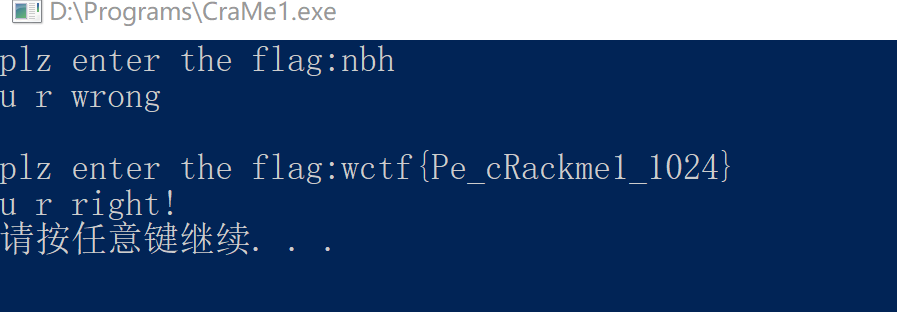 D:\Programs\CraMe1.exe
plz enter the flag:nbh
u r wrong
plz enter the flag:wctf{Pe_cRackme1_1024}
u r right!
请按任意键继续. . .